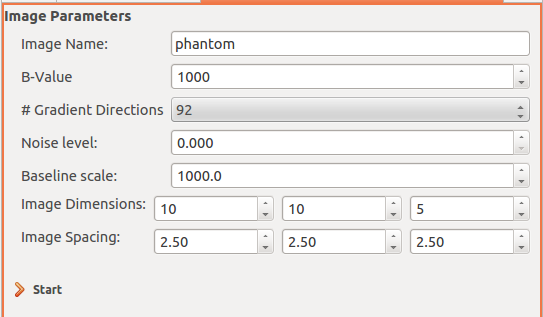 Image Parameters
Image Name: phantom
B-Value 1000
# Gradient Directions 92
Noise level: 0.000
Baseline scale: 1000.0
Image Dimensions: 10 10 5
Image Spacing: 2.50 2.50 2.50
Start